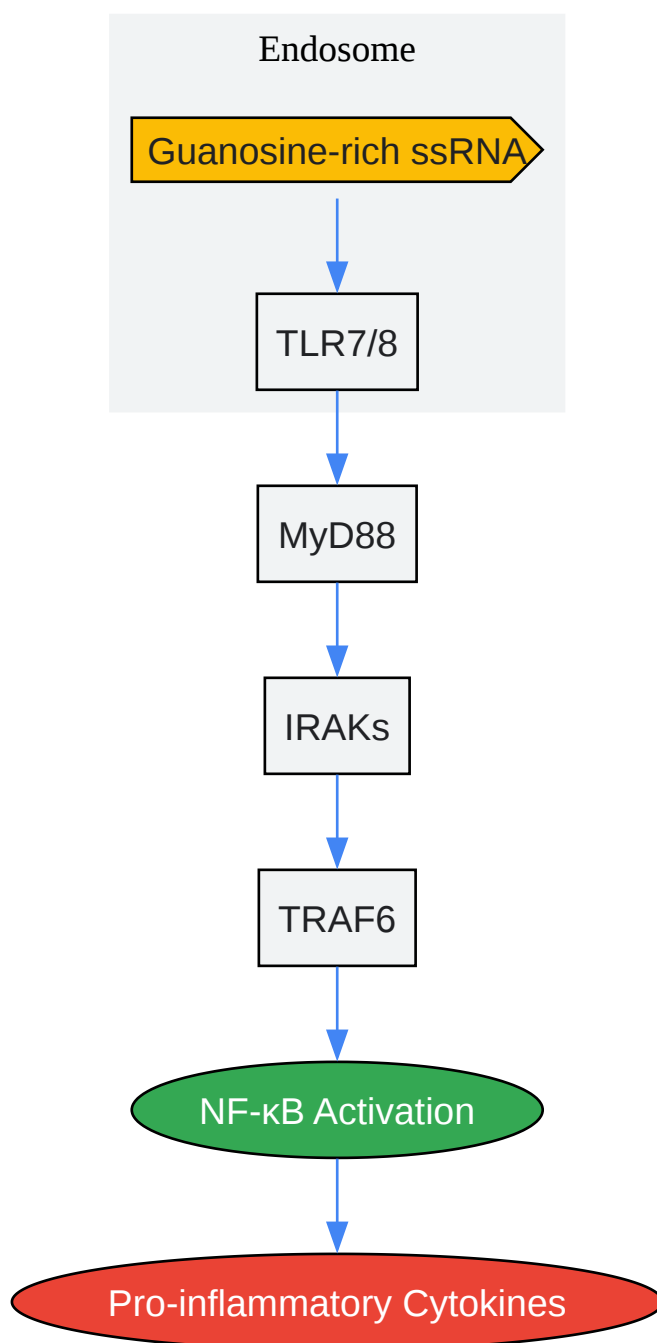 Endosome
Guanosine-rich ssRNA
TLR7/8
MyD88
IRAKs
TRAF6
NF-κB Activation
Pro-inflammatory Cytokines